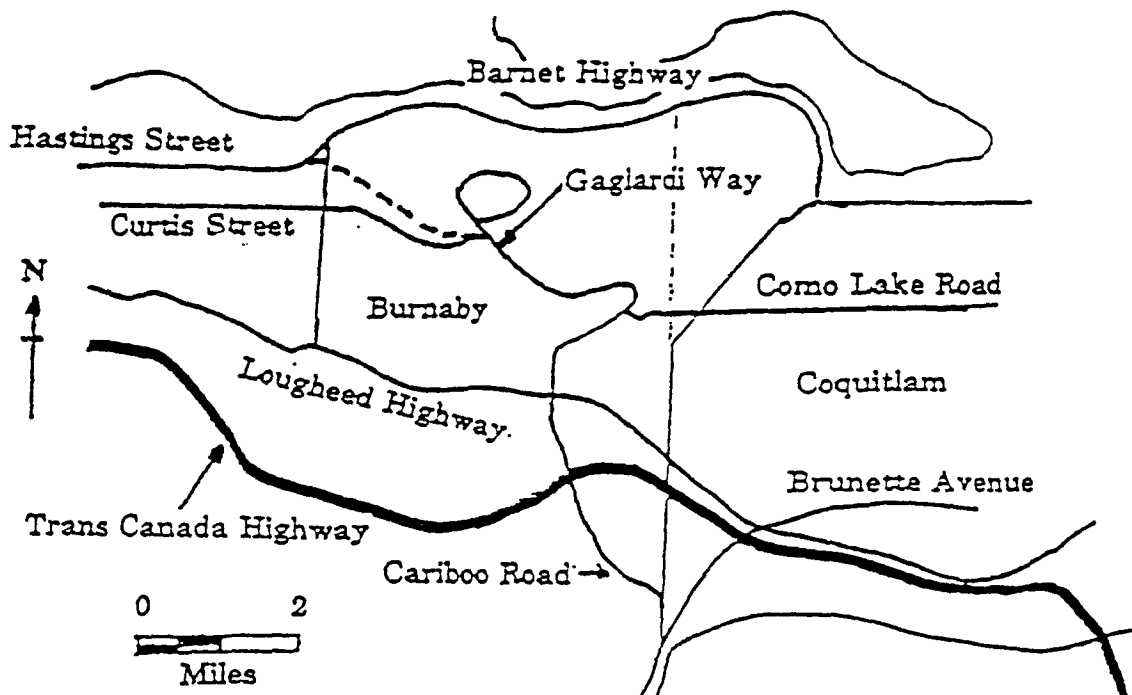 Barnet Highway
Hastings Street
Gaglardi Way
Curtis Street
N
Burnaby
Como Lake Road
Lougheed Highway.
Coquitlam
Brunette Avenue
Trans Canada Highway
Cariboo Road
0 2
Miles